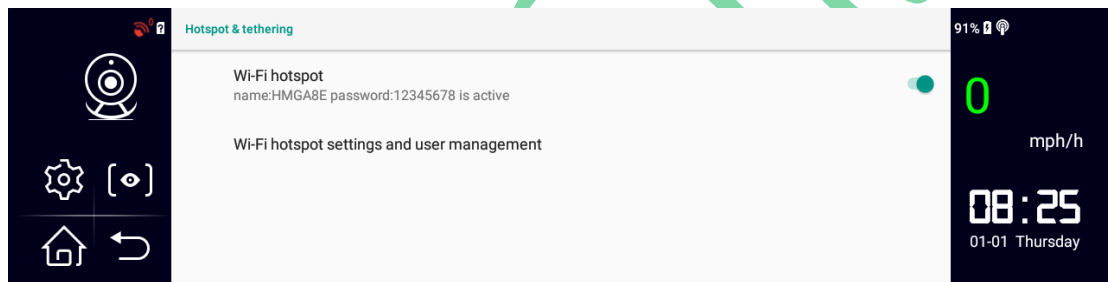 0
?
Hotspot & tethering
91%
Wi-Fi hotspot
name:HMGA8E password:12345678 is active
Wi-Fi hotspot settings and user management
0
mph/h
08:25
01-01 Thursday